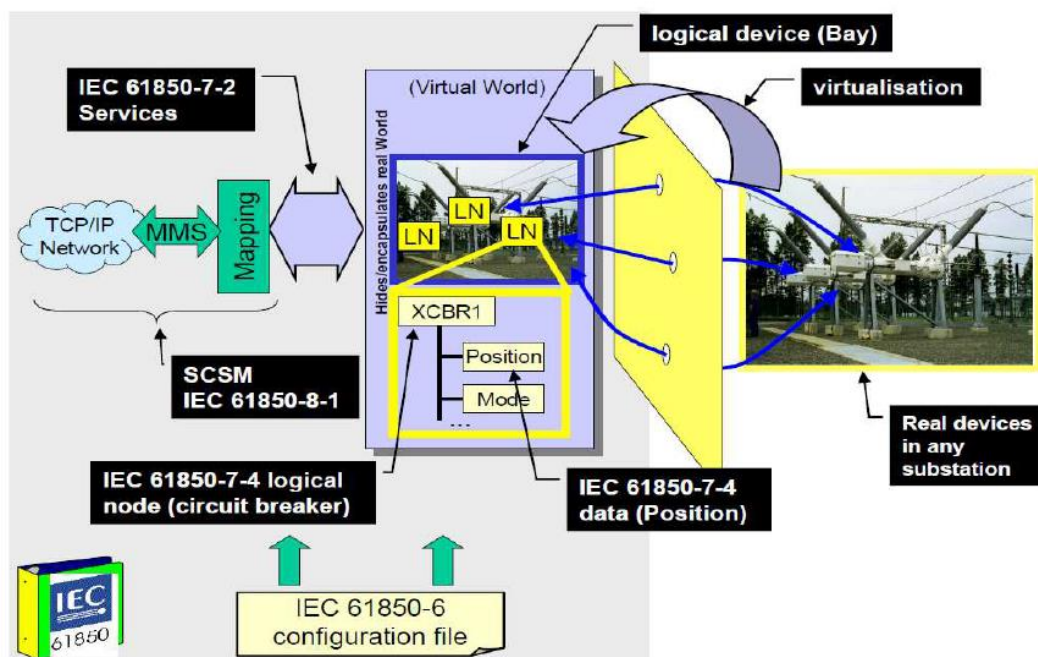 logical device (Bay)
IEC 61850-7-2
Services
(Virtual World)
virtualisation
Hides/encapsulates real World
LN
LN
LN
TCP/IP
Network
MMS
Mapping
XCBR1
Position
Mode
...
SCSM
IEC 61850-8-1
Real devices
in any
substation
IEC 61850-7-4 logical
node (circuit breaker)
IEC 61850-7-4
data (Position)
IEC
61850
IEC 61850-6
configuration file